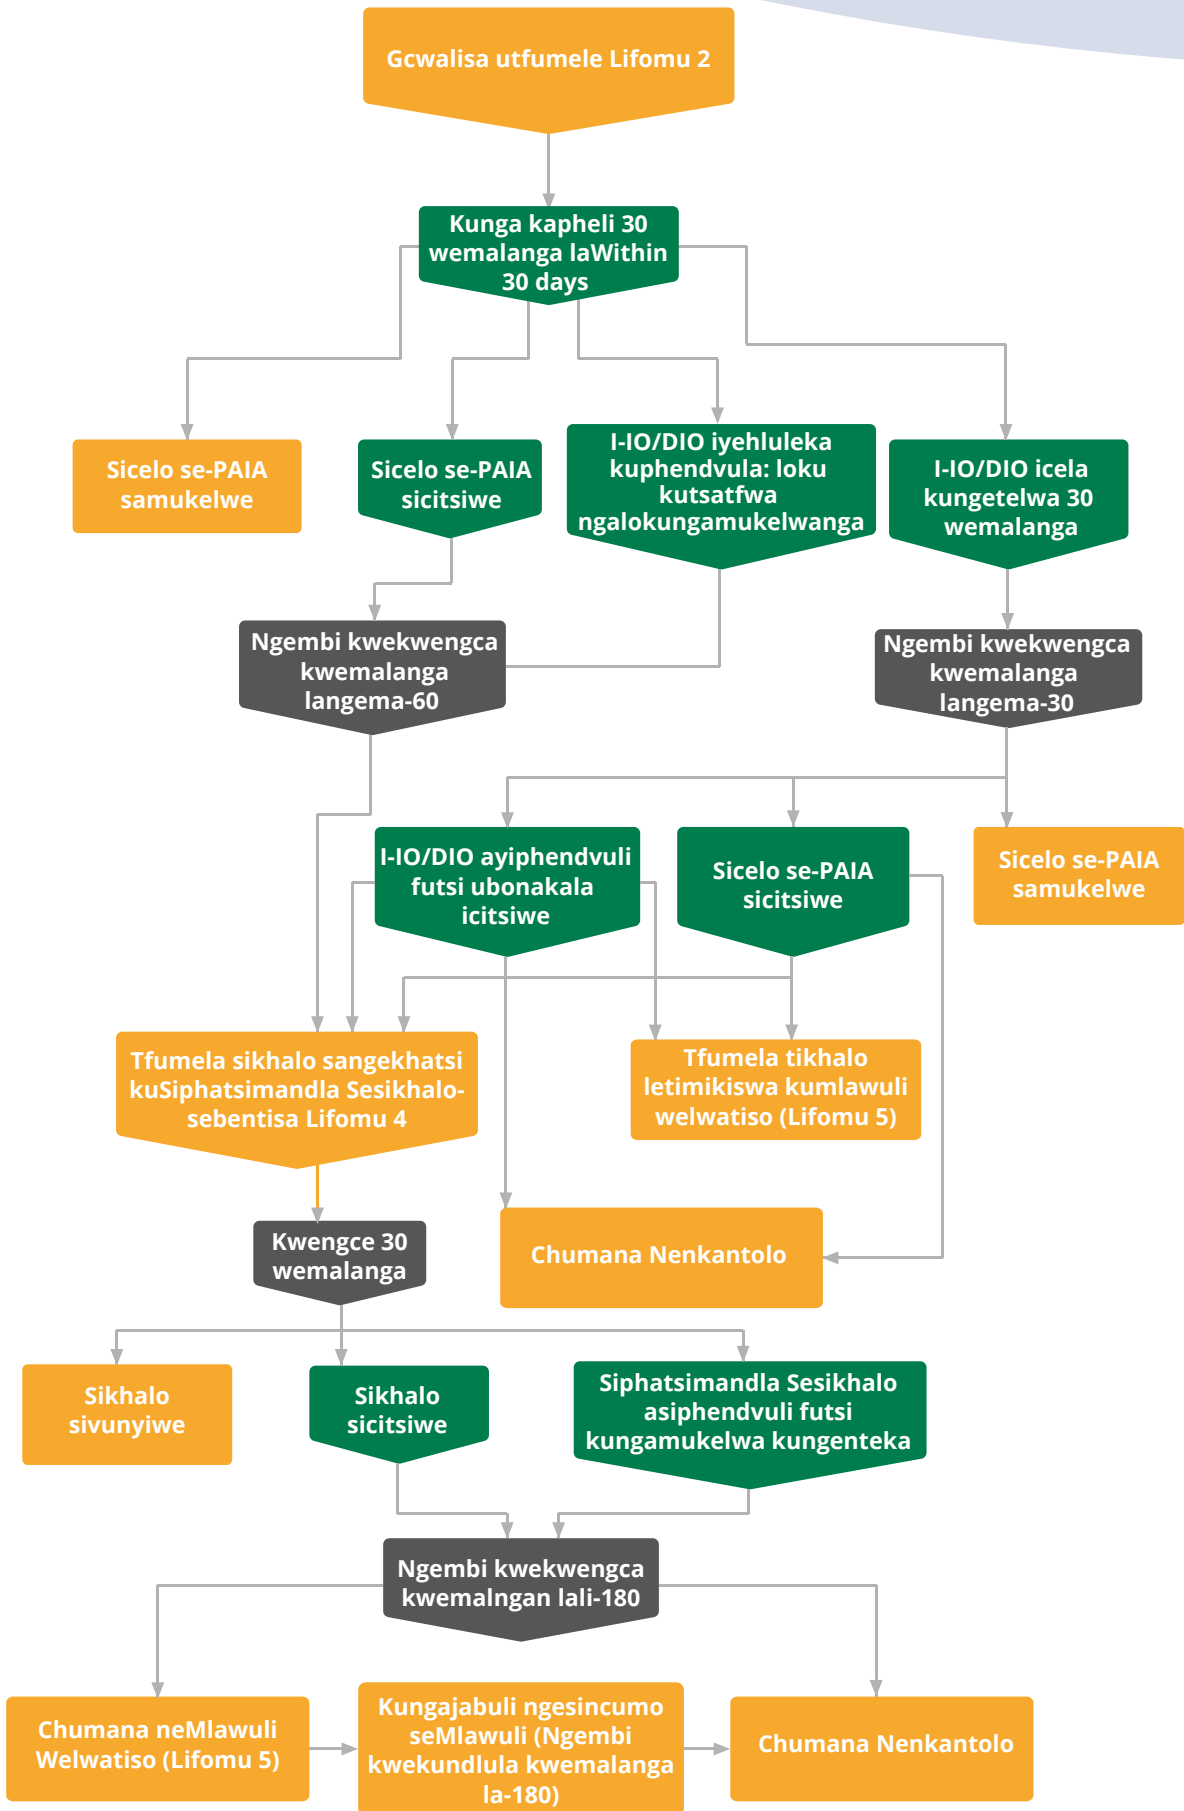 Gcwalisa utfumele Lifomu 2
Kunga kapheli 30
wemalanga laWithin
30 days
Sicelo se-PAIA
samukelwe
Sicelo se-PAIA
sicitsiwe
I-IO/DIO iyehluleka
kuphendvula: loku
kutsatfwa
ngalokungamukelwanga
I-IO/DIO icela
kungetelwa 30
wemalanga
Ngembi kwekwengca
kwemalanga
langema-60
Ngembi kwekwengca
kwemalanga
langema-30
I-IO/DIO ayiphendvuli
futsi ubonakala
icitsiwe
Sicelo se-PAIA
sicitsiwe
Sicelo se-PAIA
samukelwe
Tfumela sikhalo sangekhatsi
kuSiphatsimandla Sesikhalo-
sebentisa Lifomu 4
Tfumela tikhalo
letimikiswa kumlawuli
welwatiso (Lifomu 5)
Chumana Nenkantolo
Kwengce 30
wemalanga
Sikhalo
sivunyiwe
Sikhalo
sicitsiwe
Siphatsimandla Sesikhalo
asiphendvuli futsi
kungamukelwa kungenteka
Ngembi kwekwengca
kwemalngan lali-180
Chumana neMlawuli
Welwatiso (Lifomu 5)
Kungajabuli ngesincumo
seMlawuli (Ngembi
kwekundlula kwemalanga
la-180)
Chumana Nenkantolo